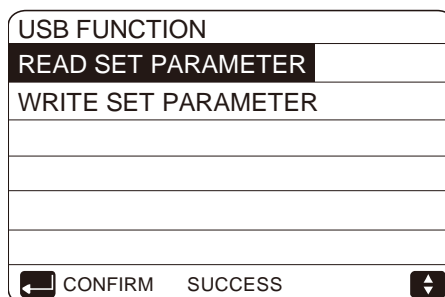 USB FUNCTION
READ SET PARAMETER
WRITE SET PARAMETER
CONFIRM SUCCESS